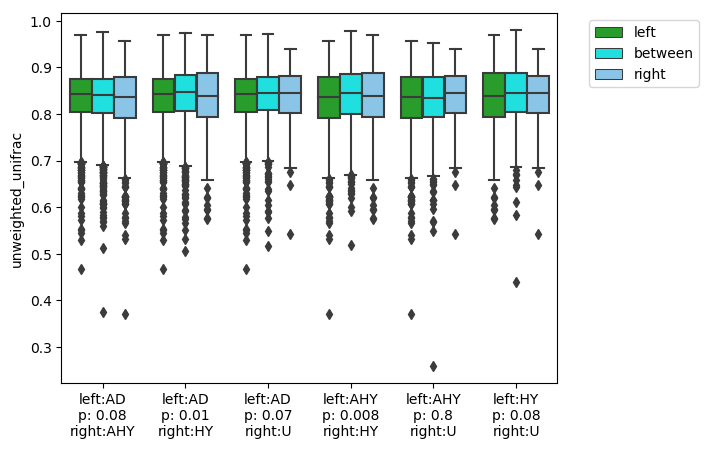 1.0
0.9
0.8
0.7
0.6
0.5
0.4
0.3
unweighted_unifrac
left:AD
p: 0.08
right:AHY
left:AD
p: 0.01
right:HY
left:AD
p: 0.07
right:U
left:AHY
p: 0.008
right:HY
left:AHY
p: 0.8
right:U
left:HY
p: 0.08
right:U
left
between
right